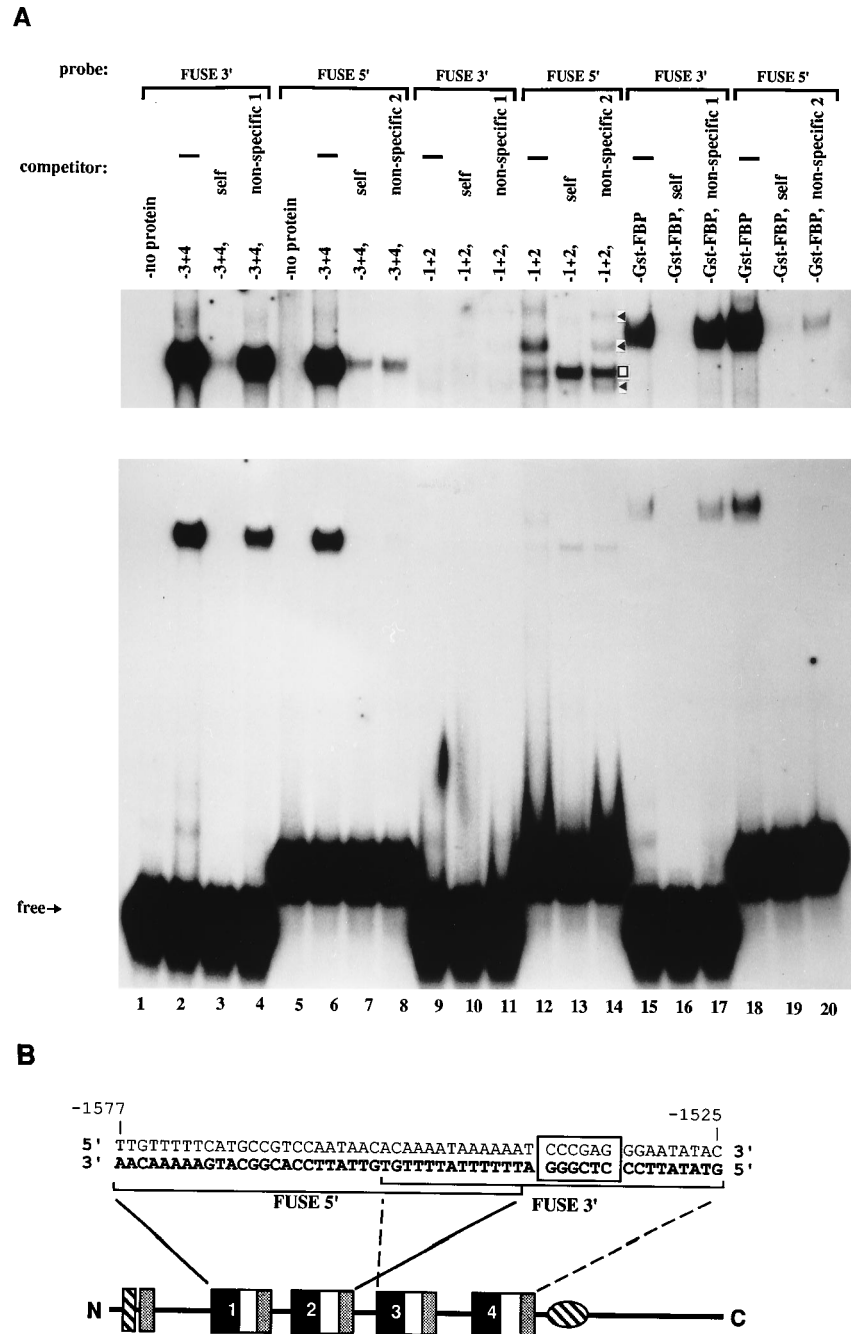 A
probe:
FUSE 3' FUSE 5' FUSE 3' FUSE 5' FUSE 3' FUSE 5'
competitor:
-no protein
-3+4
-3+4, self
-3+4, non-specific 1
-no protein
-3+4
-3+4, self
-3+4, non-specific 2
-1+2
-1+2, self
-1+2, non-specific 1
-1+2
-1+2, self
-1+2, non-specific 2
-Gst-FBP
-Gst-FBP, self
-Gst-FBP, non-specific 1
-Gst-FBP
-Gst-FBP, self
-Gst-FBP, non-specific 2
free→
1 2 3 4 5 6 7 8 9 10 11 12 13 14 15 16 17 18 19 20
B
-1577 -1525
5' TTGTTTTTCATGCCGTCCAATAACACAAAATAAAAAAT CCCGAG GGAATATAC 3'
3' AACAAAAAGTACGGCACCTTATTGTGTTTTATTTTTTA GGGCTC CCTTATATG 5'
FUSE 5' FUSE 3'
N 1 2 3 4 C